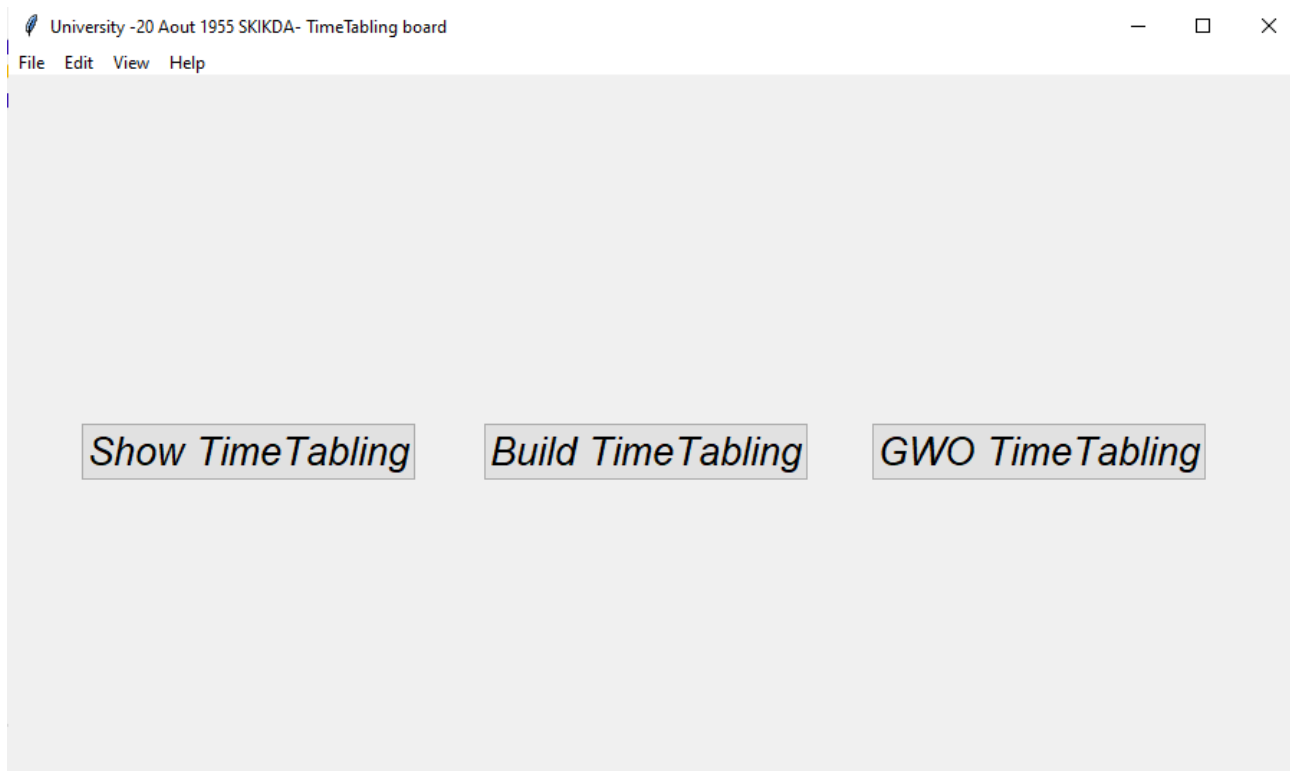 University -20 Aout 1955 SKIKDA- TimeTabling board
File Edit View Help
Show TimeTabling Build TimeTabling GWO TimeTabling